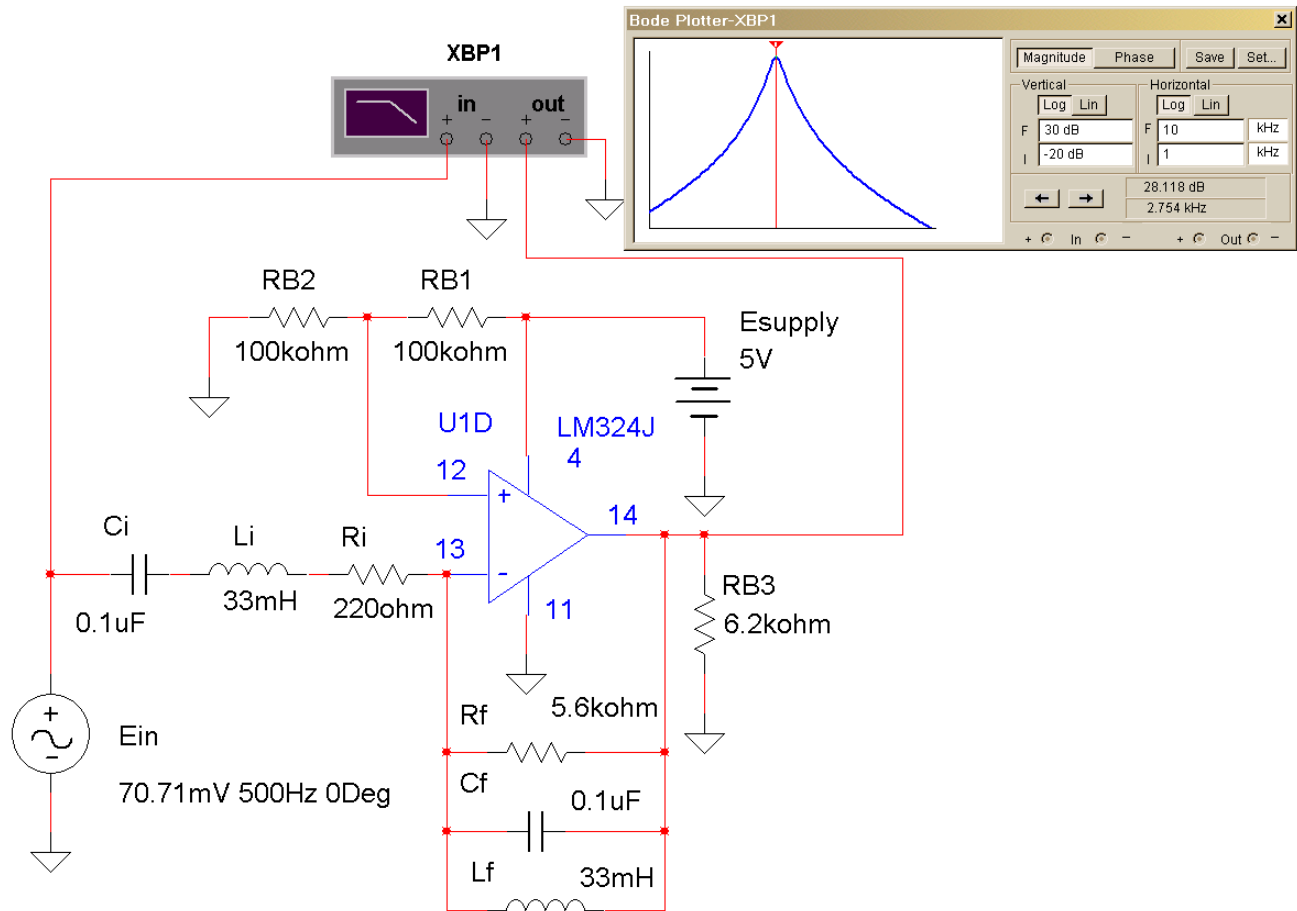 Bode Plotter-XBP1
XBP1
in out
+ − + −
Magnitude Phase Save Set...
Vertical Horizontal
Log Lin Log Lin
F 30 dB F 10 kHz
I -20 dB I 1 kHz
28.118 dB
2.754 kHz
+ In − + Out −
RB2 RB1
100kohm 100kohm
Esupply
5V
U1D LM324J
4
12
+
14
13
-
11
Ci Li Ri
0.1uF 33mH 220ohm
RB3
6.2kohm
+
-
Ein
70.71mV 500Hz 0Deg
Rf 5.6kohm
Cf 0.1uF
Lf 33mH